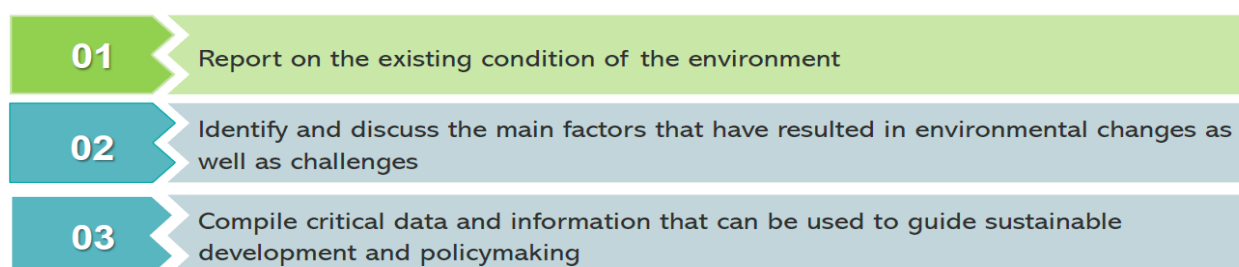 01
Report on the existing condition of the environment
02
Identify and discuss the main factors that have resulted in environmental changes as
well as challenges
03
Compile critical data and information that can be used to guide sustainable
development and policymaking